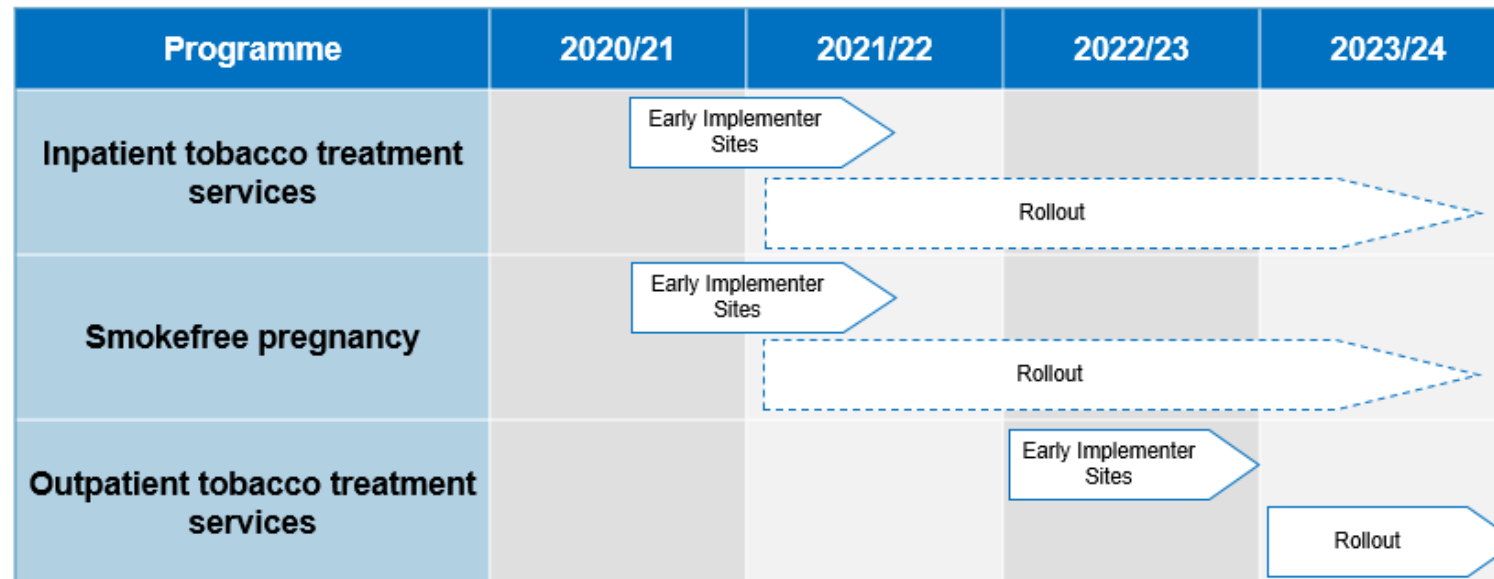 Programme 2020/21 2021/22 2022/23 2023/24
Inpatient tobacco treatment
services
Early Implementer
Sites
Rollout
Smokefree pregnancy
Early Implementer
Sites
Rollout
Outpatient tobacco treatment
services
Early Implementer
Sites
Rollout